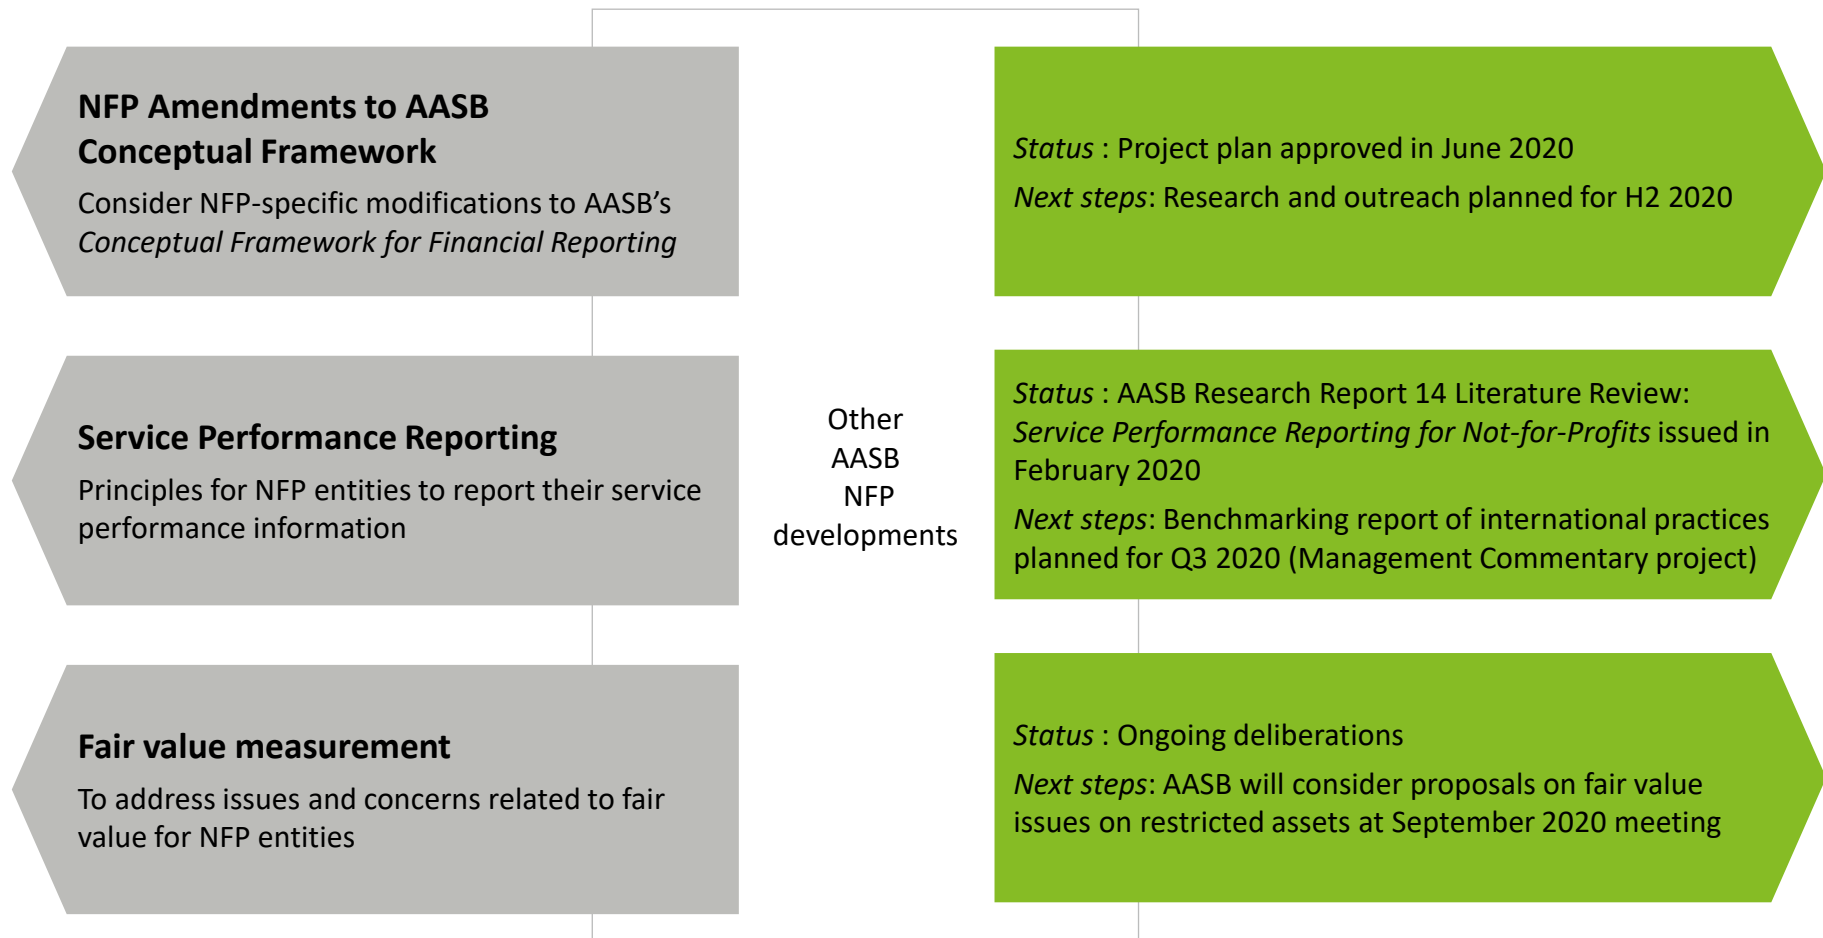 NFP Amendments to AASB
Conceptual Framework
Consider NFP-specific modifications to AASB’s
Conceptual Framework for Financial Reporting
Status : Project plan approved in June 2020
Next steps: Research and outreach planned for H2 2020
Service Performance Reporting
Principles for NFP entities to report their service
performance information
Other
AASB
NFP
developments
Status : AASB Research Report 14 Literature Review:
Service Performance Reporting for Not-for-Profits issued in
February 2020
Next steps: Benchmarking report of international practices
planned for Q3 2020 (Management Commentary project)
Fair value measurement
To address issues and concerns related to fair
value for NFP entities
Status : Ongoing deliberations
Next steps: AASB will consider proposals on fair value
issues on restricted assets at September 2020 meeting